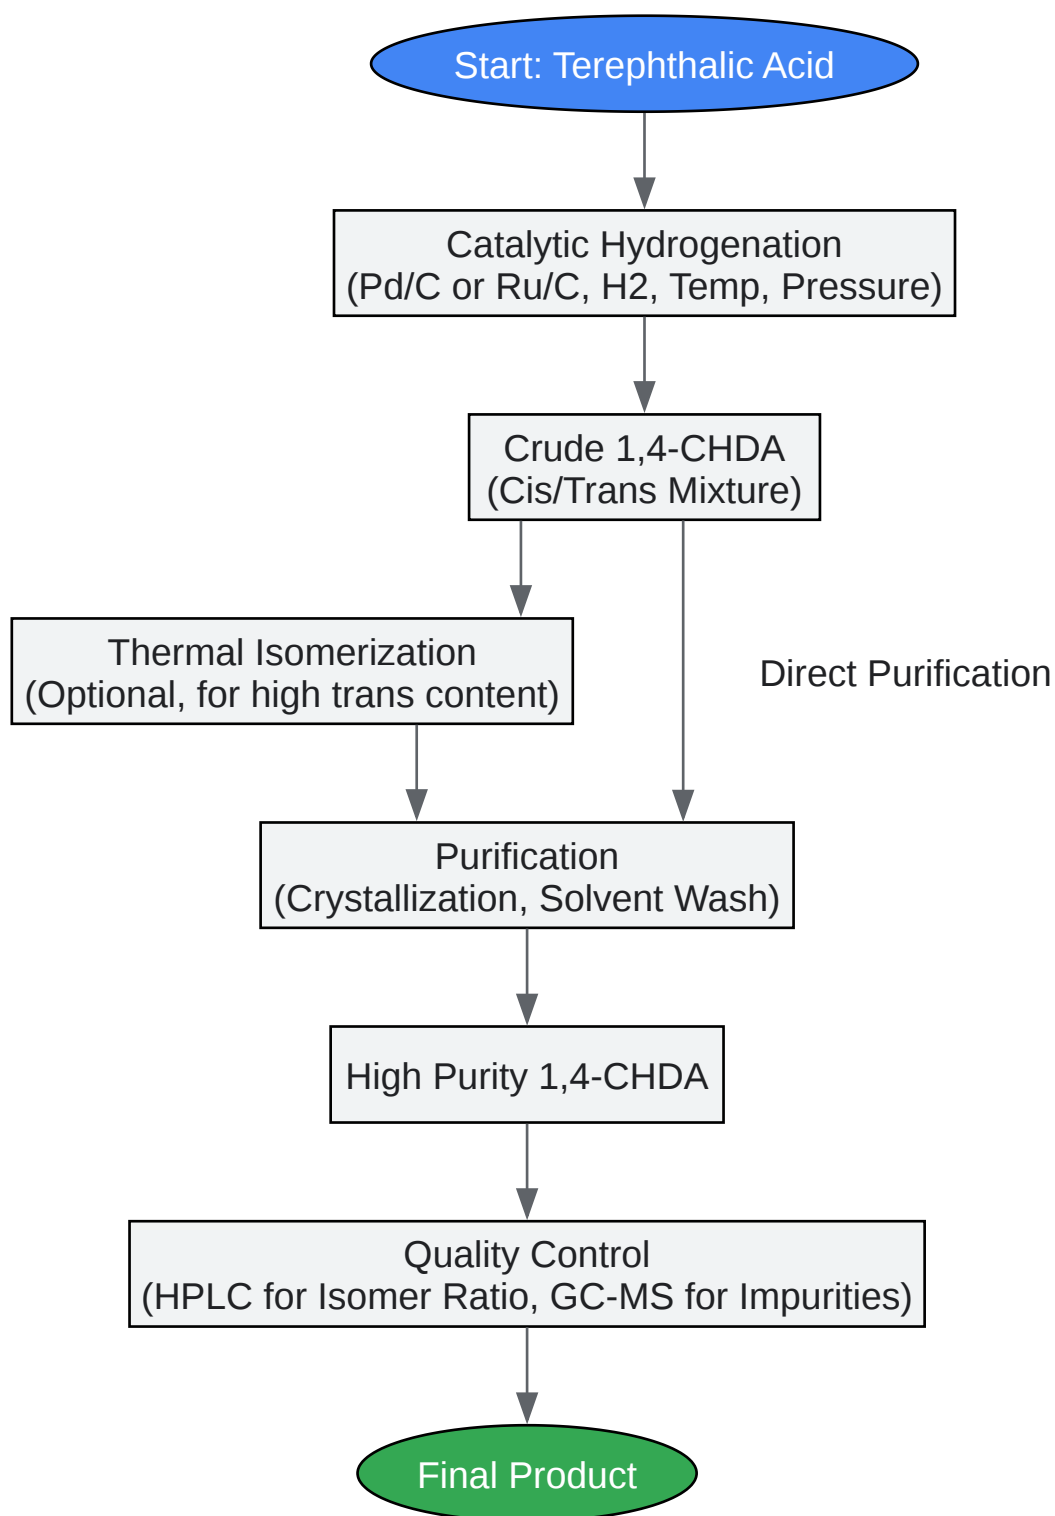 Start: Terephthalic Acid
Catalytic Hydrogenation
(Pd/C or Ru/C, H2, Temp, Pressure)
Crude 1,4-CHDA
(Cis/Trans Mixture)
Thermal Isomerization
(Optional, for high trans content)
Direct Purification
Purification
(Crystallization, Solvent Wash)
High Purity 1,4-CHDA
Quality Control
(HPLC for Isomer Ratio, GC-MS for Impurities)
Final Product